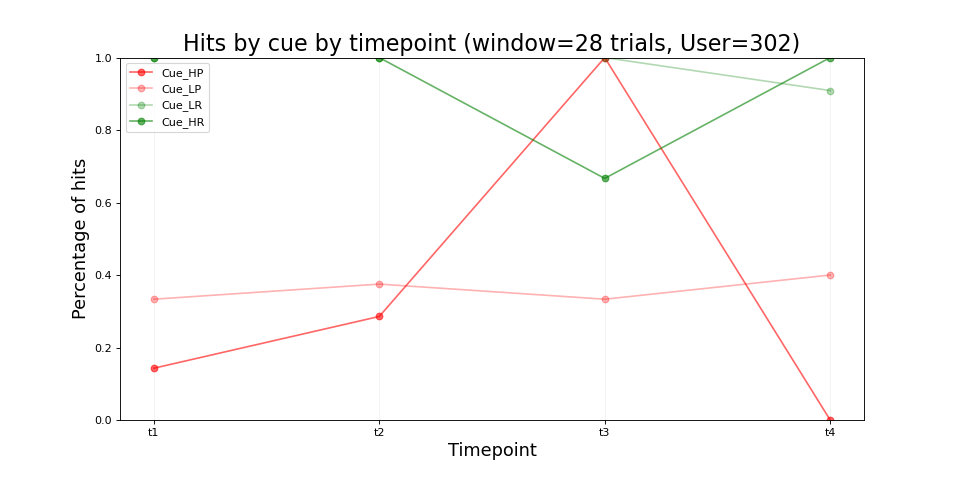 Hits by cue by timepoint (window=28 trials, User=302)
Percentage of hits
1.0
0.8
0.6
0.4
0.2
0.0
Cue_HP
Cue_LP
Cue_LR
Cue_HR
t1 t2 t3 t4
Timepoint